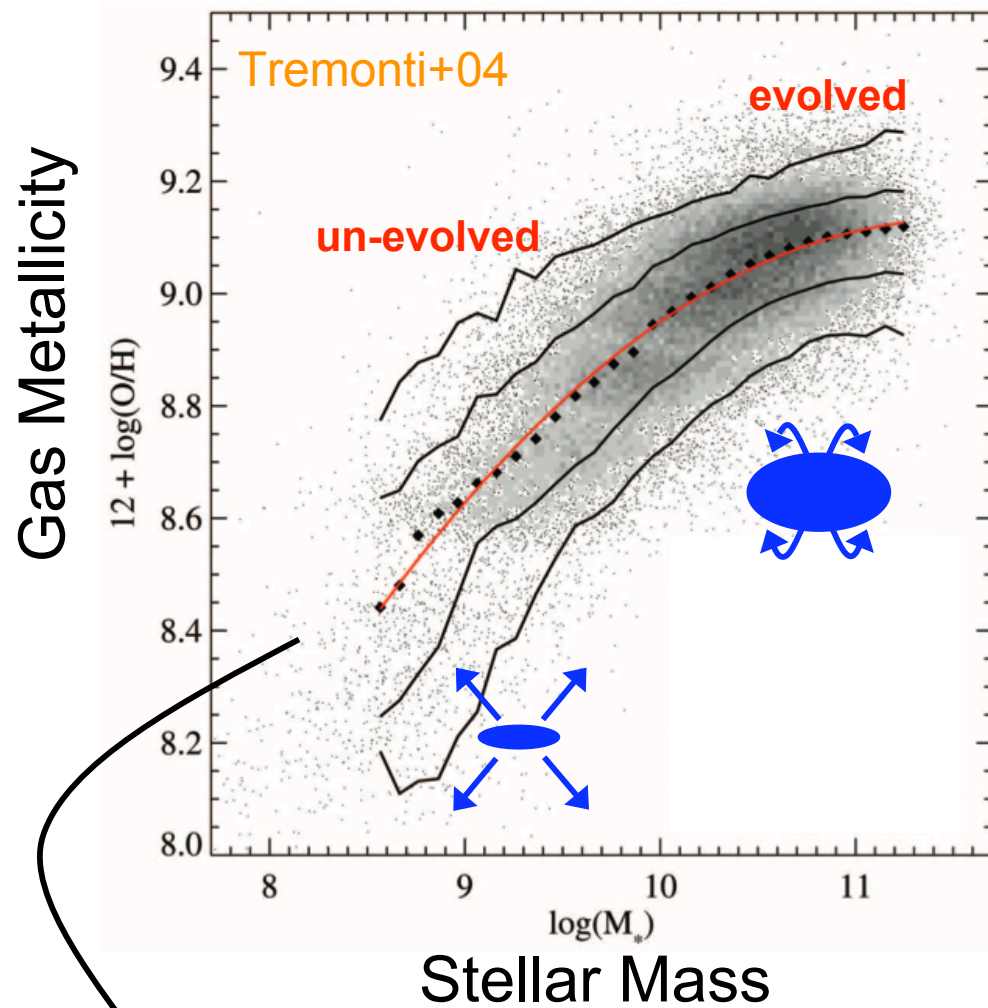 Tremonti+04
evolved
un-evolved
Gas Metallicity
12 + log(O/H)
9.4
9.2
9.0
8.8
8.6
8.4
8.2
8.0
8 9 10 11
log(M*)
Stellar Mass